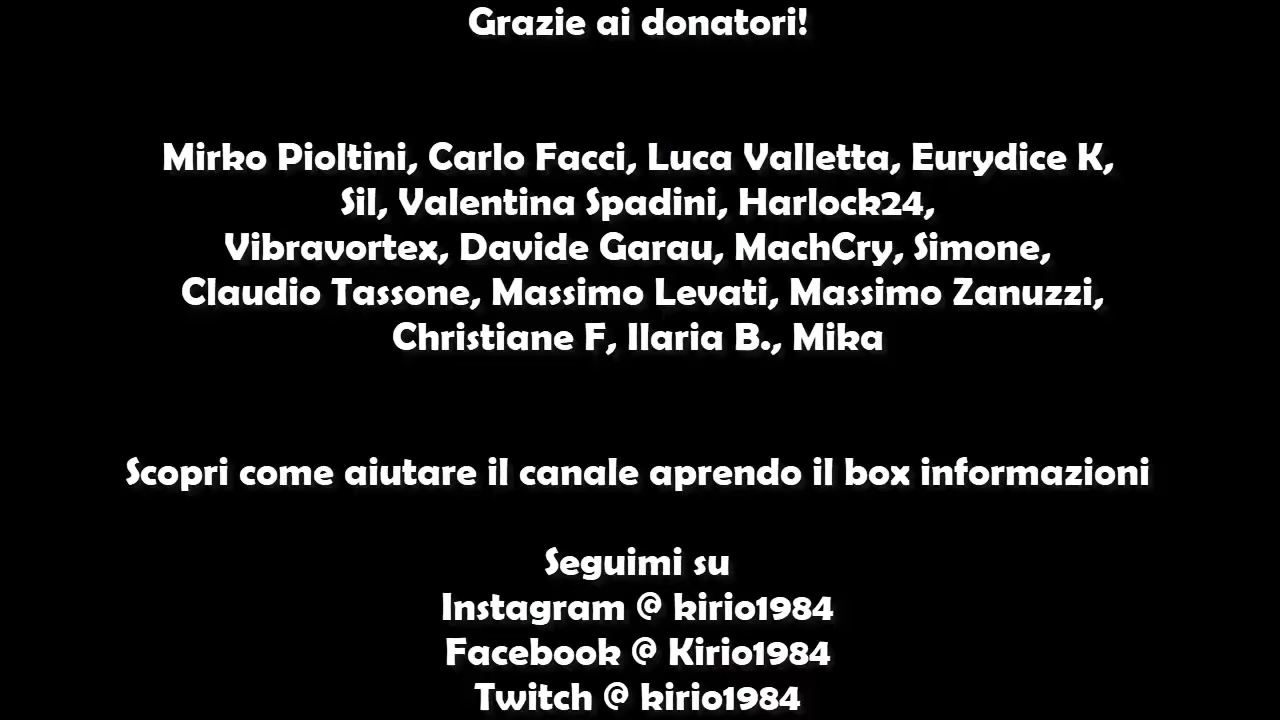 Grazie ai donatori!
Mirko Pioltini, Carlo Facci, Luca Valletta, Eurydice K,
Sil, Valentina Spadini, Harlock24,
Vibravortex, Davide Garau, MachCry, Simone,
Claudio Tassone, Massimo Levati, Massimo Zanuzzi,
Christiane F, Ilaria B., Mika
Scopri come aiutare il canale aprendo il box informazioni
Seguimi su
Instagram @ kirio1984
Facebook @ Kirio1984
Twitch @ kirio1984